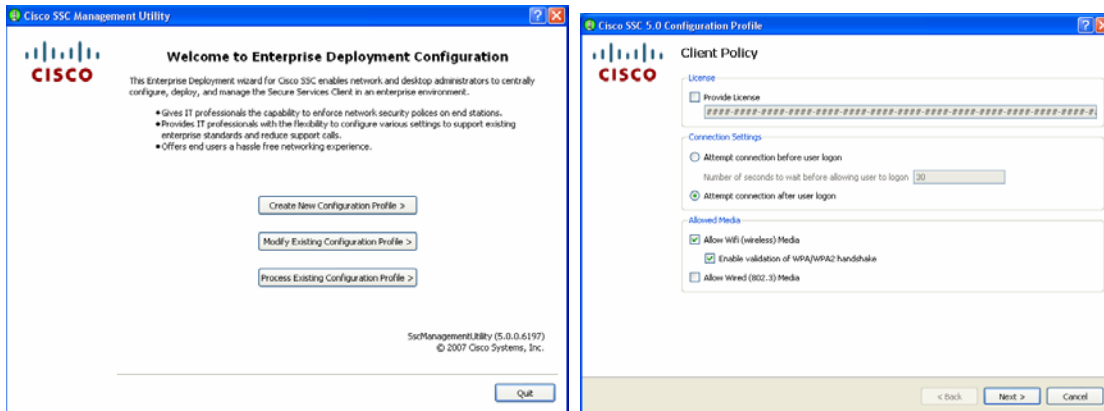 Cisco SSC Management Utility
CISCO
Welcome to Enterprise Deployment Configuration
This Enterprise Deployment wizard for Cisco SSC enables network and desktop administrators to centrally
configure, deploy, and manage the Secure Services Client in an enterprise environment.
• Gives IT professionals the capability to enforce network security polices on end stations.
• Provides IT professionals with the flexibility to configure various settings to support existing
enterprise standards and reduce support calls.
• Offers end users a hassle free networking experience.
Create New Configuration Profile >
Modify Existing Configuration Profile >
Process Existing Configuration Profile >
SscManagementUtility (5.0.0.6197)
© 2007 Cisco Systems, Inc.
Quit
Cisco SSC 5.0 Configuration Profile
CISCO
Client Policy
License
Provide License
####-####-####-####-####-####-####-####-####-####-####-####-####-#
Connection Settings
Attempt connection before user logon
Number of seconds to wait before allowing user to logon 30
Attempt connection after user logon
Allowed Media
Allow Wifi (wireless) Media
Enable validation of WPA/WPA2 handshake
Allow Wired (802.3) Media
< Back
Next >
Cancel